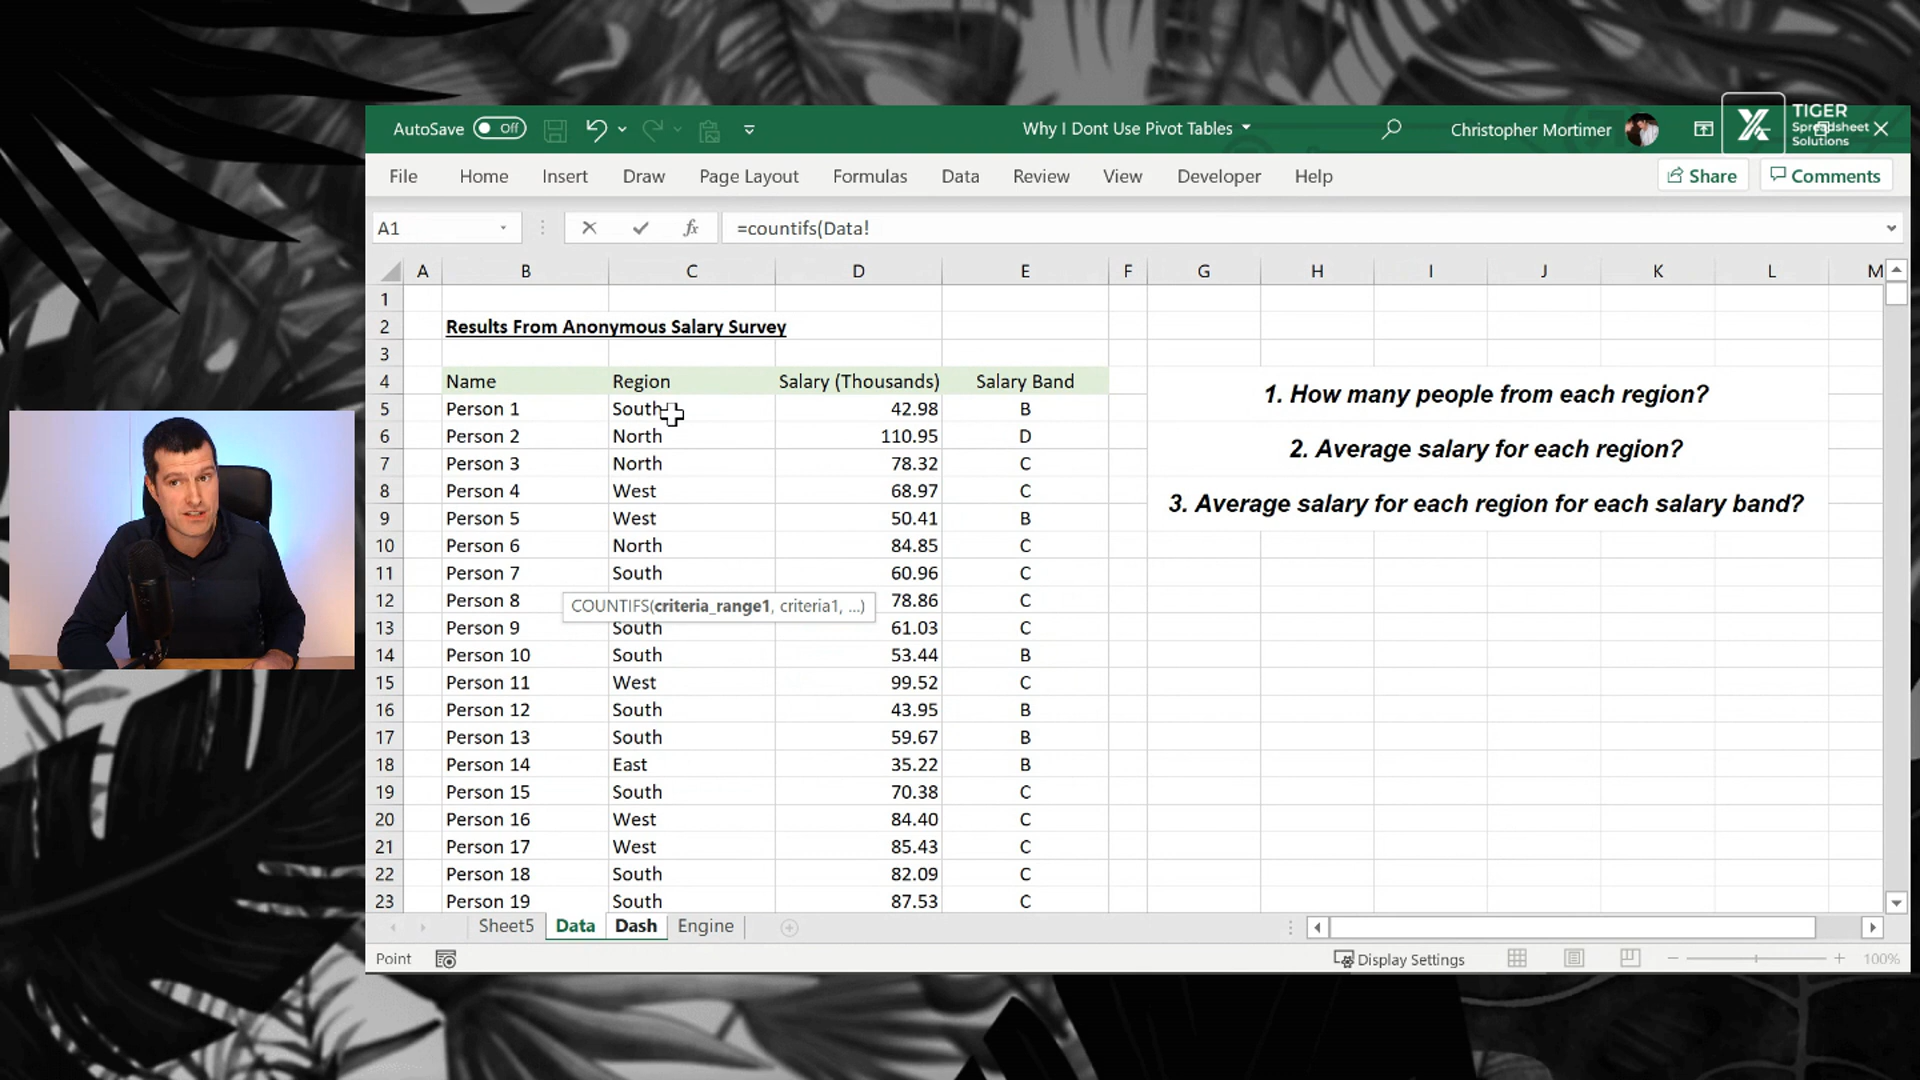 AutoSave Off Why I Dont Use Pivot Tables Christopher Mortimer
TIGER
Spreadsheet
Solutions
File Home Insert Draw Page Layout Formulas Data Review View Developer Help Share Comments
A1 fx =countifs(Data!
A B C D E F G H I J K L M
1
2 Results From Anonymous Salary Survey
3
4 Name Region Salary (Thousands) Salary Band
1. How many people from each region?
5 Person 1 South 42.98 B
6 Person 2 North 110.95 D
2. Average salary for each region?
7 Person 3 North 78.32 C
8 Person 4 West 68.97 C
3. Average salary for each region for each salary band?
9 Person 5 West 50.41 B
10 Person 6 North 84.85 C
11 Person 7 South 60.96 C
12 Person 8 78.86 C
COUNTIFS(criteria_range1, criteria1, ...)
13 Person 9 South 61.03 C
14 Person 10 South 53.44 B
15 Person 11 West 99.52 C
16 Person 12 South 43.95 B
17 Person 13 South 59.67 B
18 Person 14 East 35.22 B
19 Person 15 South 70.38 C
20 Person 16 West 84.40 C
21 Person 17 West 85.43 C
22 Person 18 South 82.09 C
23 Person 19 South 87.53 C
Sheet5 Data Dash Engine
Point Display Settings 100%